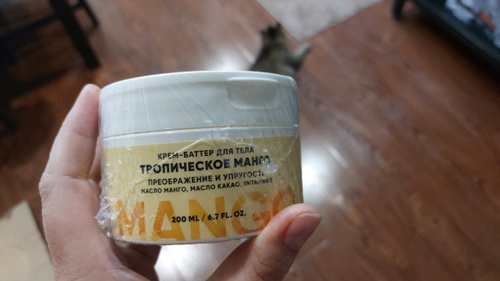 КРЕМ-БАТТЕР ДЛЯ ТЕЛА
ТРОПИЧЕСКОЕ МАНГО
ПРЕОБРАЖЕНИЕ И УПРУГОСТЬ
МАСЛО МАНГО, МАСЛО КАКАО, ВИТАМИН Е
MANGO
200 ML / 6.7 FL. OZ.